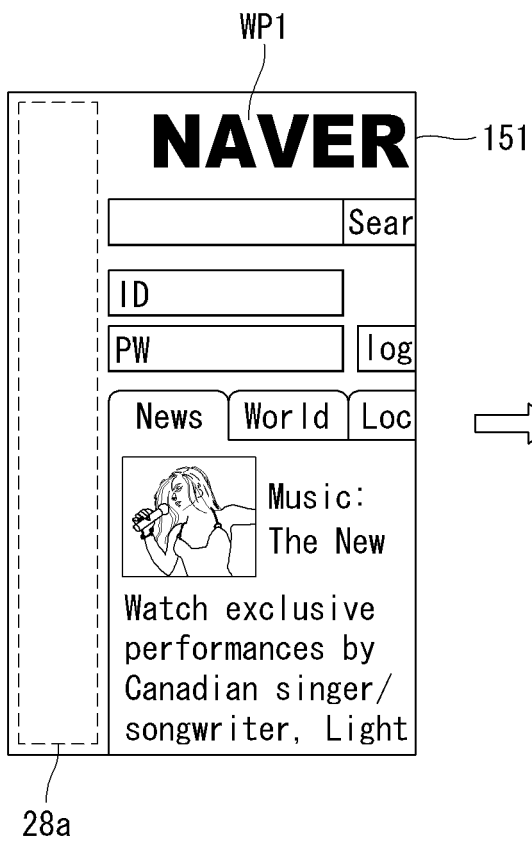 WP1
NAVER
151
Sear
ID
PW
log
News World Loc
Music:
The New
Watch exclusive
performances by
Canadian singer/
songwriter, Light
28a